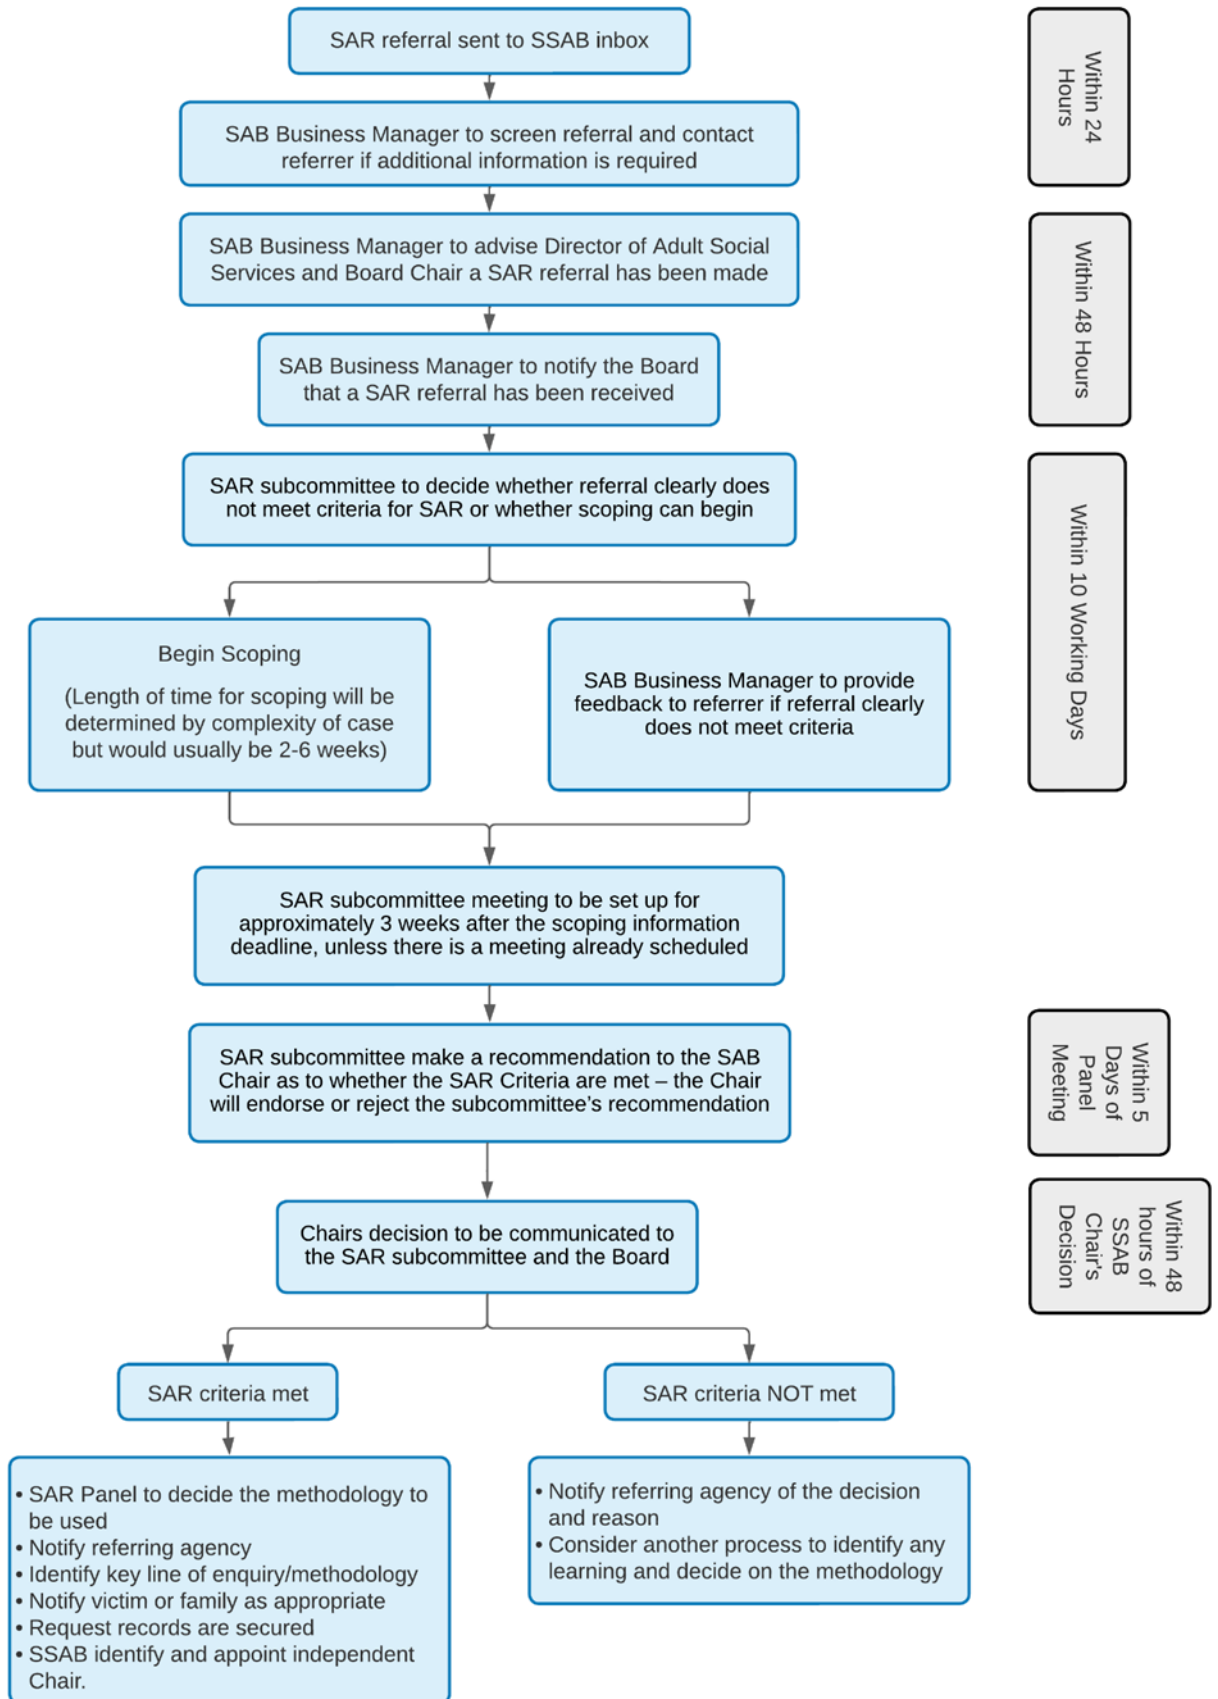 SAR referral sent to SSAB inbox
Within 24
Hours
SAB Business Manager to screen referral and contact
referrer if additional information is required
SAB Business Manager to advise Director of Adult Social
Services and Board Chair a SAR referral has been made
Within 48 Hours
SAB Business Manager to notify the Board
that a SAR referral has been received
SAR subcommittee to decide whether referral clearly does
not meet criteria for SAR or whether scoping can begin
Within 10 Working Days
Begin Scoping
(Length of time for scoping will be
determined by complexity of case
but would usually be 2-6 weeks)
SAB Business Manager to provide
feedback to referrer if referral clearly
does not meet criteria
SAR subcommittee meeting to be set up for
approximately 3 weeks after the scoping information
deadline, unless there is a meeting already scheduled
SAR subcommittee make a recommendation to the SAB
Chair as to whether the SAR Criteria are met – the Chair
will endorse or reject the subcommittee's recommendation
Within 5
Days of
Panel
Meeting
Chairs decision to be communicated to
the SAR subcommittee and the Board
Within 48
hours of
SSAB
Chair's
Decision
SAR criteria met
SAR criteria NOT met
• SAR Panel to decide the methodology to
be used
• Notify referring agency
• Identify key line of enquiry/methodology
• Notify victim or family as appropriate
• Request records are secured
• SSAB identify and appoint independent
Chair.
• Notify referring agency of the decision
and reason
• Consider another process to identify any
learning and decide on the methodology